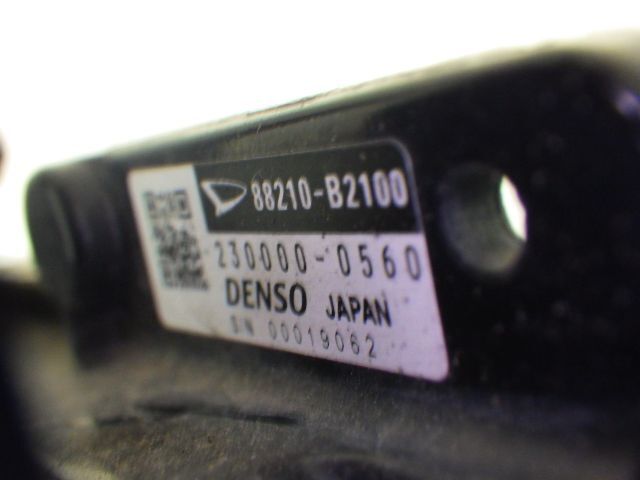 88210-B2100
230000-0560
DENSO JAPAN
S/N 00019062